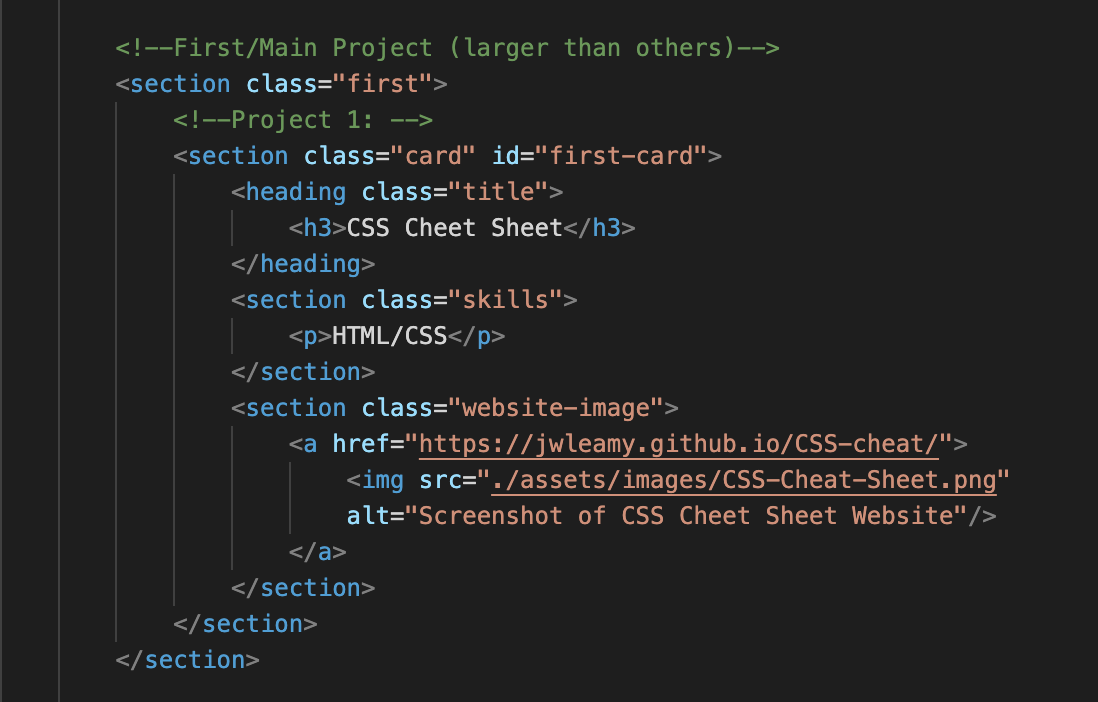 <!--First/Main Project (larger than others)-->
<section class="first">
<!--Project 1: -->
<section class="card" id="first-card">
<heading class="title">
<h3>CSS Cheet Sheet</h3>
</heading>
<section class="skills">
<p>HTML/CSS</p>
</section>
<section class="website-image">
<a href="https://jwleamy.github.io/CSS-cheat/">
<img src="./assets/images/CSS-Cheat-Sheet.png"
alt="Screenshot of CSS Cheet Sheet Website"/>
</a>
</section>
</section>
</section>